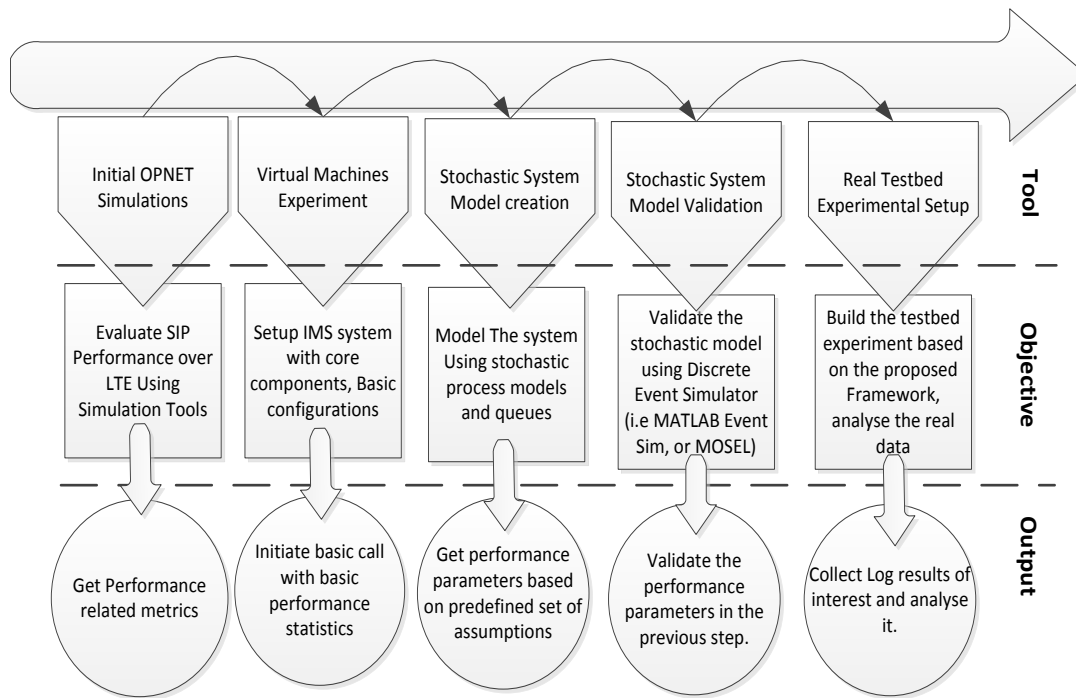 Initial OPNET
Simulations
Virtual Machines
Experiment
Stochastic System
Model creation
Stochastic System
Model Validation
Real Testbed
Experimental Setup
Tool
Evaluate SIP
Performance over
LTE Using
Simulation Tools
Setup IMS system
with core
components, Basic
configurations
Model The system
Using stochastic
process models
and queues
Validate the
stochastic model
using Discrete
Event Simulator
(i.e MATLAB Event
Sim, or MOSEL)
Build the testbed
experiment based
on the proposed
Framework,
analyse the real
data
Objective
Get Performance
related metrics
Initiate basic call
with basic
performance
statistics
Get performance
parameters based
on predefined set of
assumptions
Validate the
performance
parameters in the
previous step.
Collect Log results of
interest and analyse
it.
Output